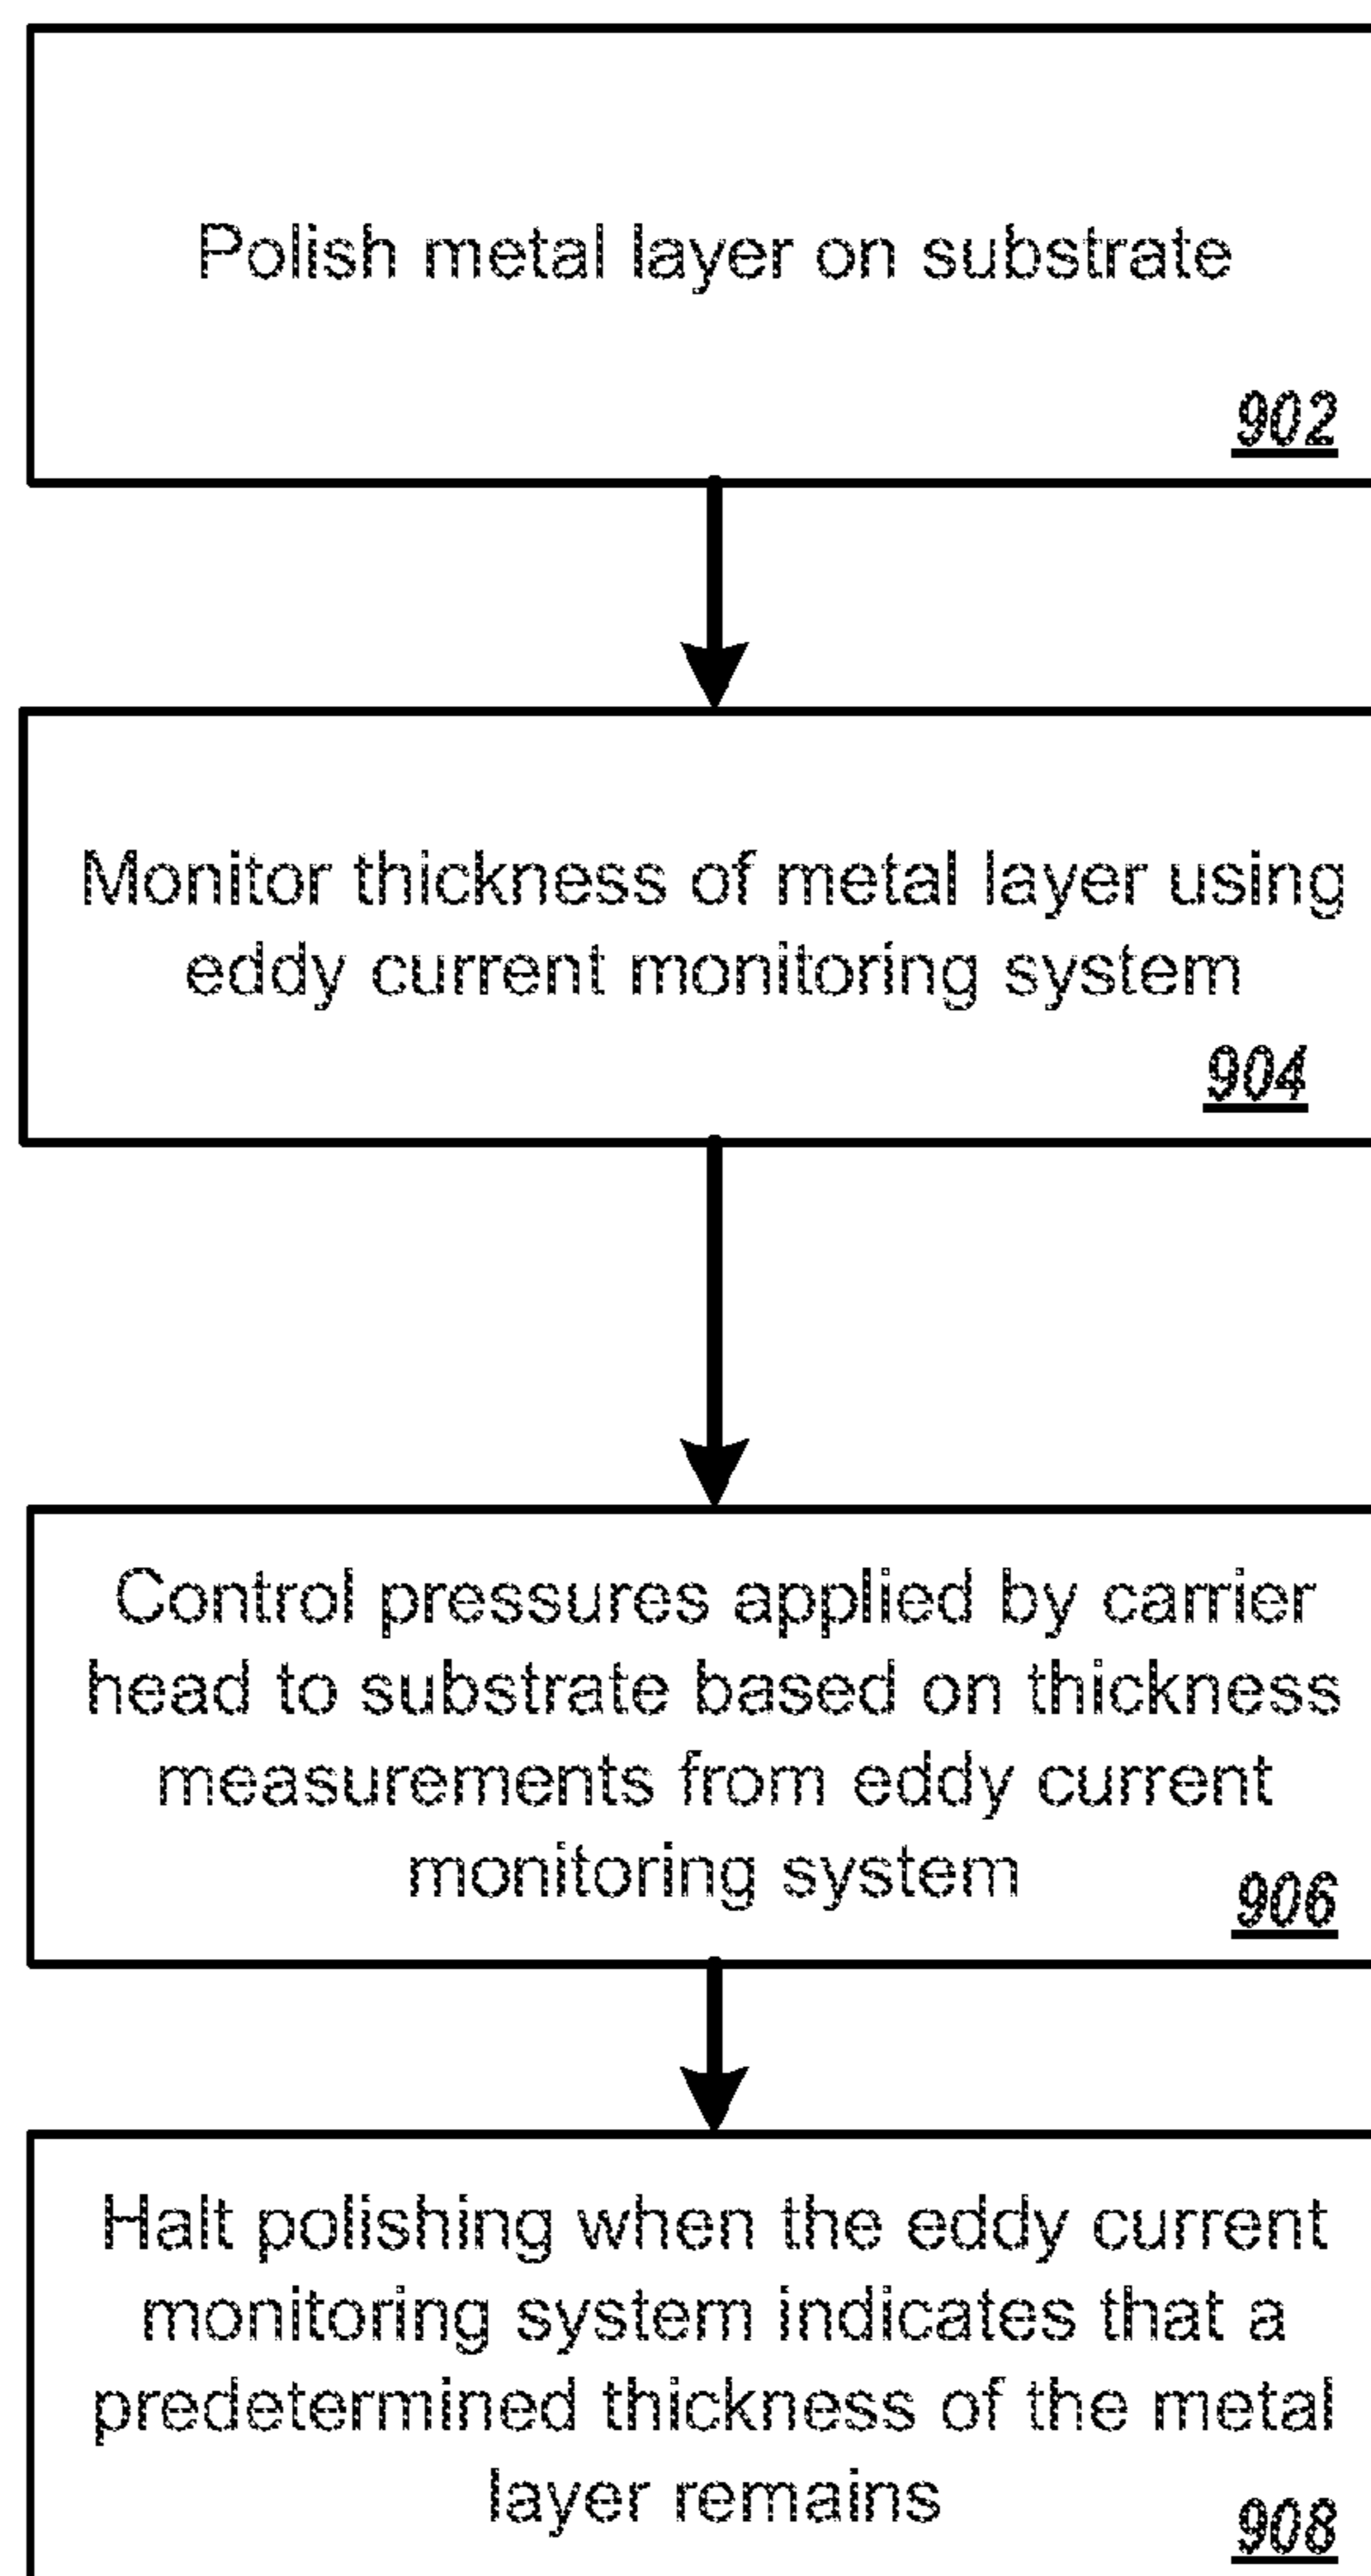 Polish metal layer on substrate
902
Monitor thickness of metal layer using
eddy current monitoring system
904
Control pressures applied by carrier
head to substrate based on thickness
measurements from eddy current
monitoring system
906
Halt polishing when the eddy current
monitoring system indicates that a
predetermined thickness of the metal
layer remains
908